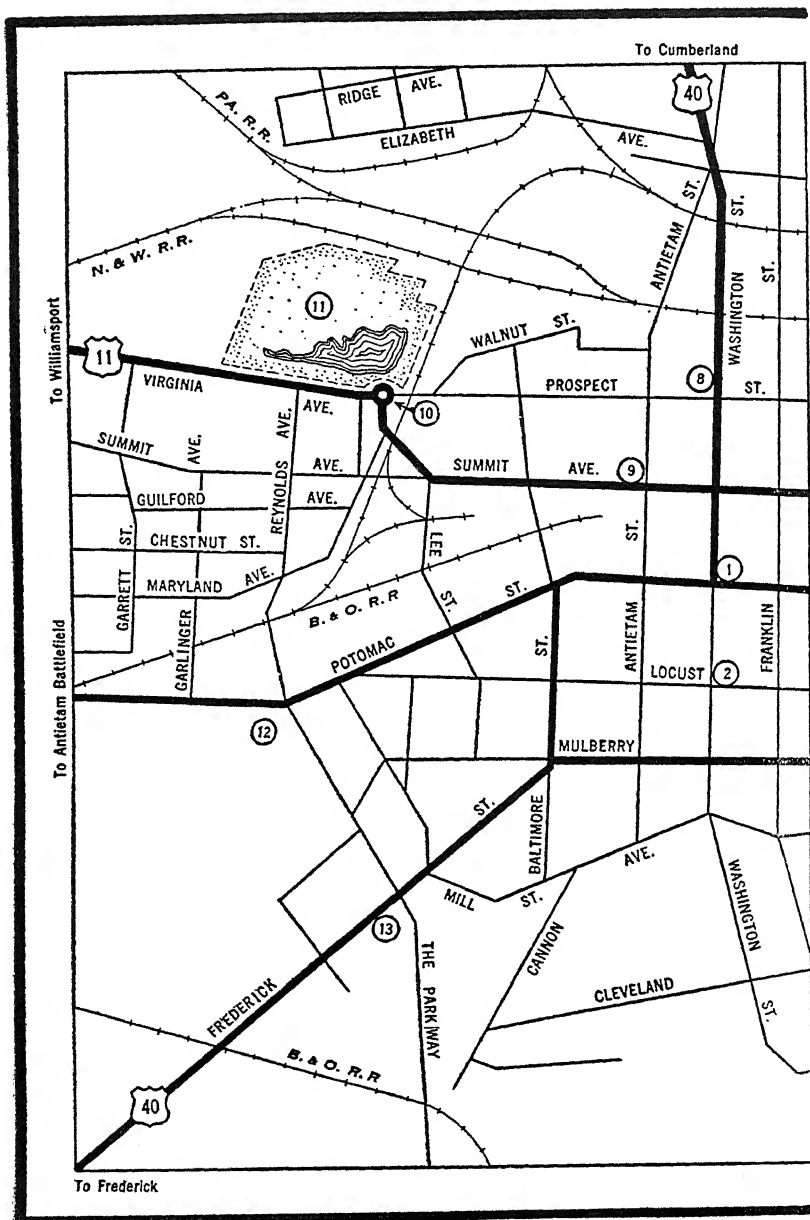 To Cumberland
40
RIDGE AVE.
PA. R. R.
ELIZABETH AVE.
ST.
ST.
ANTIETAM
N. & W. R. R.
WASHINGTON
ST.
11
To Williamsport
11
WALNUT ST.
VIRGINIA AVE.
10
PROSPECT ST.
8
SUMMIT AVE.
AVE.
REYNOLDS AVE.
SUMMIT AVE.
9
GUILFORD AVE.
CHESTNUT ST.
LEE ST.
ST.
GARRETT ST.
MARYLAND AVE.
GARLINGER
B. & O. R. R
POTOMAC ST.
1
ST.
ANTIETAM
FRANKLIN
LOCUST
2
To Antietam Battlefield
12
MULBERRY
ST.
BALTIMORE
AVE.
MILL ST.
WASHINGTON ST.
13
CANNON
THE PARKWAY
CLEVELAND
FREDERICK
B. & O. R. R
40
To Frederick